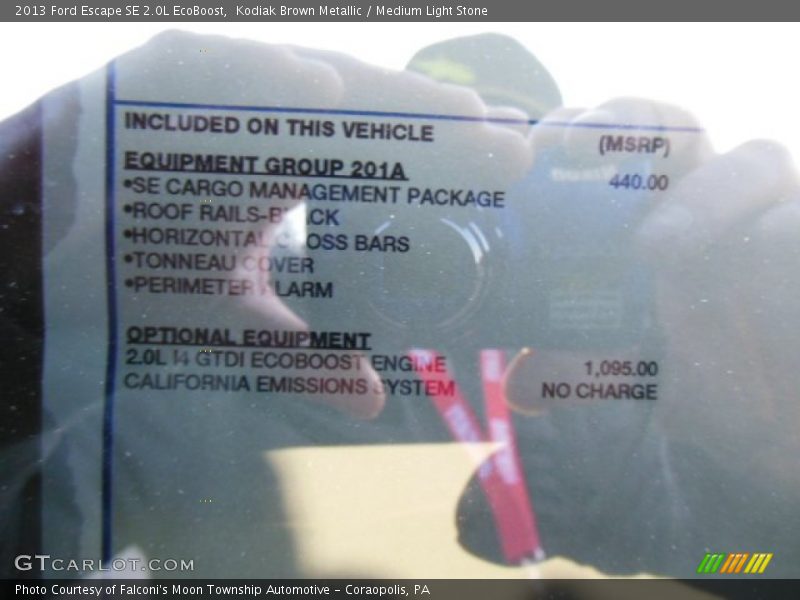 2013 Ford Escape SE 2.0L EcoBoost,  Kodiak Brown Metallic / Medium Light Stone
INCLUDED ON THIS VEHICLE
(MSRP)
EQUIPMENT GROUP 201A
440.00
•SE CARGO MANAGEMENT PACKAGE
•ROOF RAILS-BLACK
•HORIZONTAL CROSS BARS
•TONNEAU COVER
•PERIMETER ALARM
OPTIONAL EQUIPMENT
2.0L I4 GTDI ECOBOOST ENGINE 1,095.00
CALIFORNIA EMISSIONS SYSTEM NO CHARGE
GTCARLOT.COM
Photo Courtesy of Falconi's Moon Township Automotive – Coraopolis, PA